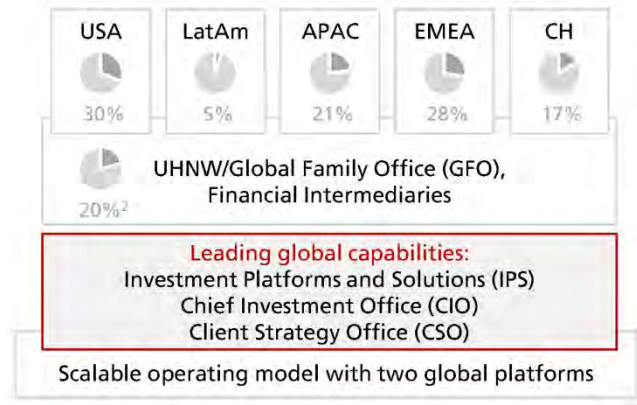 USA LatAm APAC EMEA CH
30% 5% 21% 28% 17%
UHNW/Global Family Office (GFO),
Financial Intermediaries
20%²
Leading global capabilities:
Investment Platforms and Solutions (IPS)
Chief Investment Office (CIO)
Client Strategy Office (CSO)
Scalable operating model with two global platforms